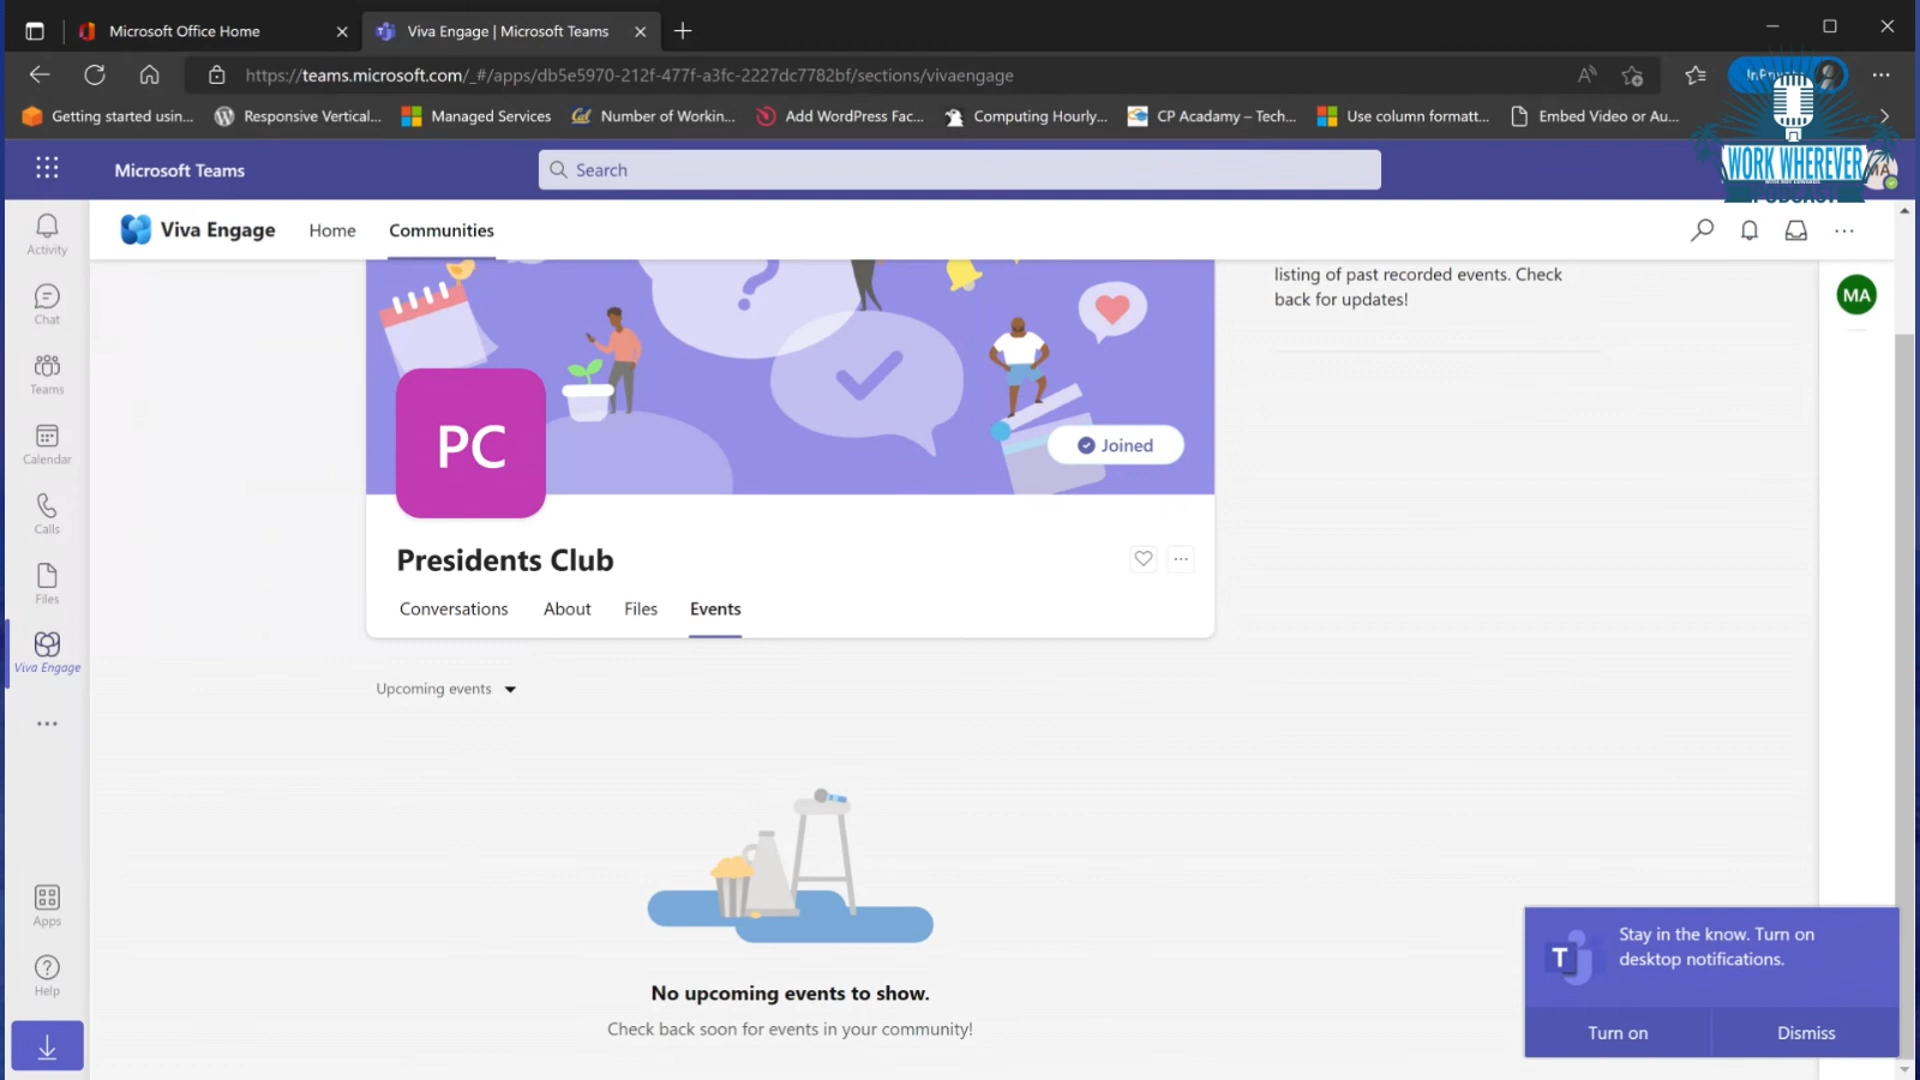 Microsoft Office Home
Viva Engage | Microsoft Teams
https://teams.microsoft.com/_#/apps/db5e5970-212f-477f-a3fc-2227dc7782bf/sections/vivaengage
InPrivate
Getting started usin...
Responsive Vertical...
Managed Services
Number of Workin...
Add WordPress Fac...
Computing Hourly...
CP Acadamy – Tech...
Use column formatt...
Embed Video or Au...
WORK WHEREVER
PODCAST
Microsoft Teams
Search
MA
Viva Engage
Home
Communities
Activity
Chat
Teams
Calendar
Calls
Files
Viva Engage
Apps
Help
listing of past recorded events. Check
back for updates!
MA
PC
Joined
Presidents Club
Conversations
About
Files
Events
Upcoming events
No upcoming events to show.
Check back soon for events in your community!
T
Stay in the know. Turn on
desktop notifications.
Turn on
Dismiss